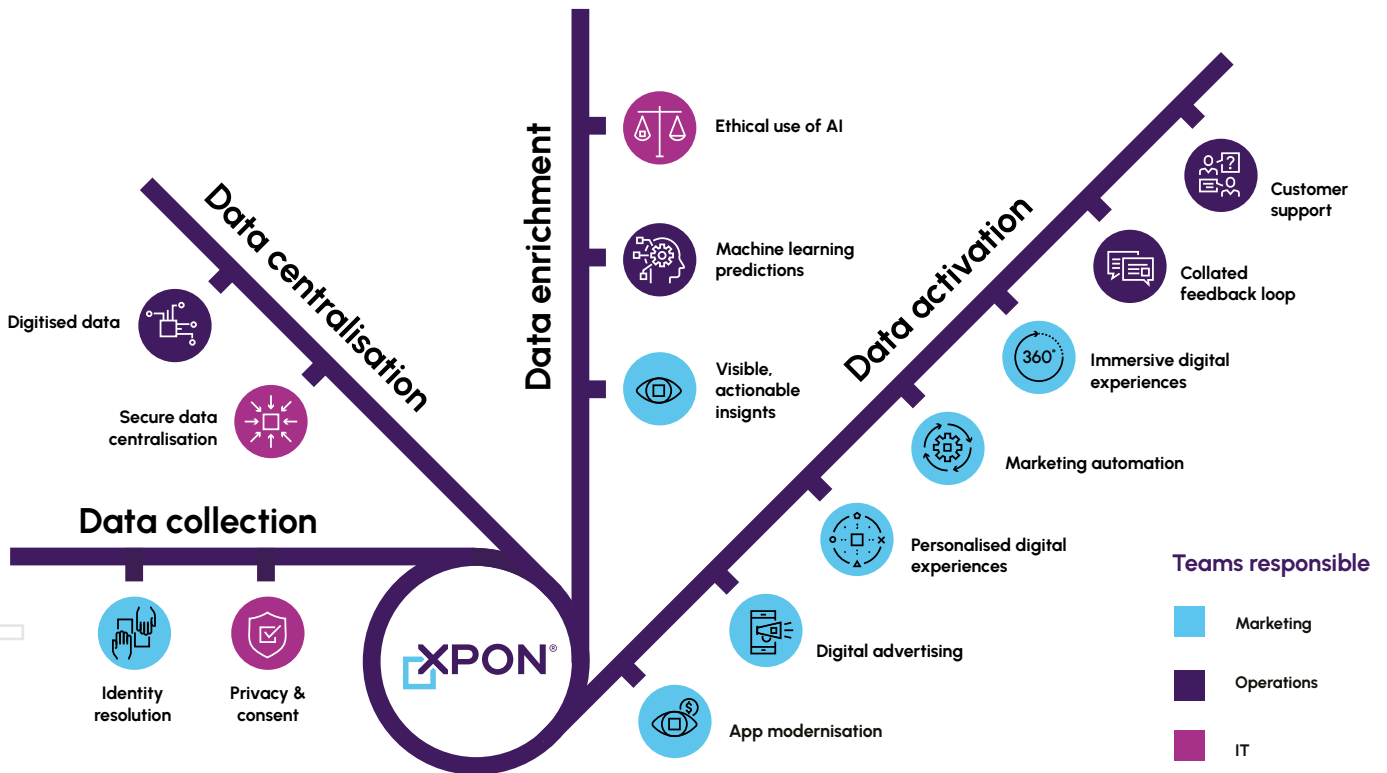 Data collection
Identity
resolution
Privacy &
consent
Data centralisation
Digitised data
Secure data
centralisation
Data enrichment
Ethical use of AI
Machine learning
predictions
Visible,
actionable
insignts
Data activation
?
Customer
support
Collated
feedback loop
360°
Immersive digital
experiences
Marketing automation
Personalised digital
experiences
Digital advertising
$
App modernisation
XPON®
Teams responsible
Marketing
Operations
IT